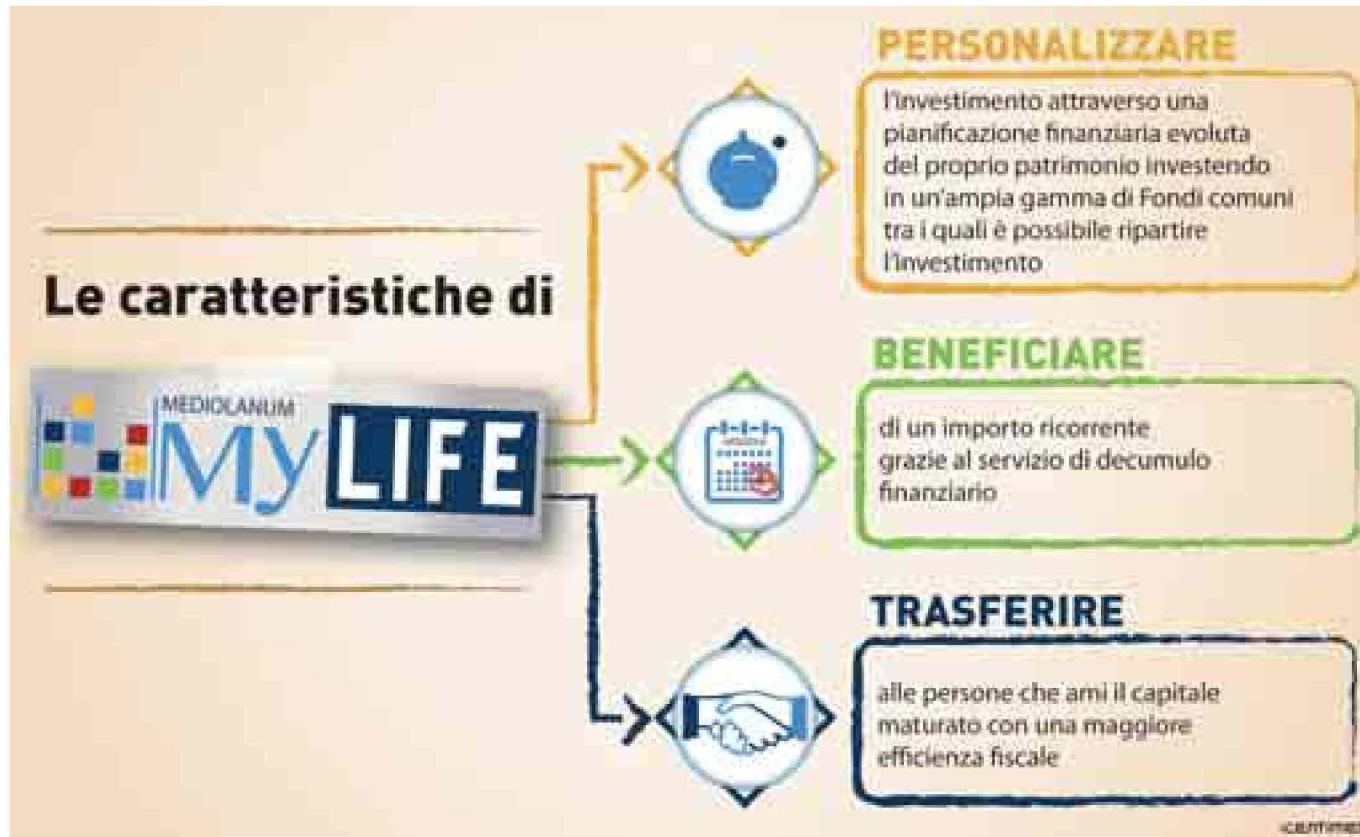 Le caratteristiche di
MEDIOLANUM
My LIFE
PERSONALIZZARE
l'investimento attraverso una
pianificazione finanziaria evoluta
del proprio patrimonio investendo
in un'ampia gamma di Fondi comuni
tra i quali è possibile ripartire
l'investimento
BENEFICIARE
di un importo ricorrente
grazie al servizio di decumulo
finanziario
TRASFERIRE
alle persone che ami il capitale
maturato con una maggiore
efficienza fiscale